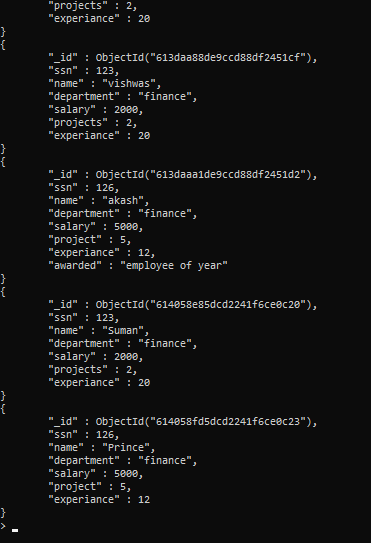 "projects" : 2,
"experiance" : 20
}
{
"_id" : ObjectId("613daa88de9ccd88df2451cf"),
"ssn" : 123,
"name" : "vishwas",
"department" : "finance",
"salary" : 2000,
"projects" : 2,
"experiance" : 20
}
{
"_id" : ObjectId("613daaa1de9ccd88df2451d2"),
"ssn" : 126,
"name" : "akash",
"department" : "finance",
"salary" : 5000,
"project" : 5,
"experiance" : 12,
"awarded" : "employee of year"
}
{
"_id" : ObjectId("614058e85dcd2241f6ce0c20"),
"ssn" : 123,
"name" : "Suman",
"department" : "finance",
"salary" : 2000,
"projects" : 2,
"experiance" : 20
}
{
"_id" : ObjectId("614058fd5dcd2241f6ce0c23"),
"ssn" : 126,
"name" : "Prince",
"department" : "finance",
"salary" : 5000,
"project" : 5,
"experiance" : 12
}
>